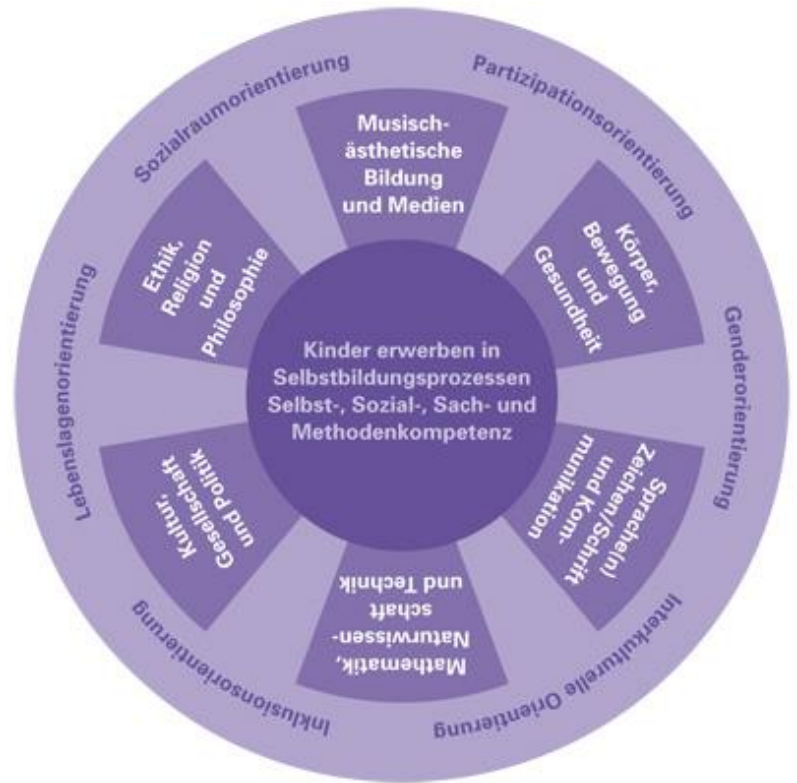 Sozialraumorientierung
Partizipationsorientierung
Genderorientierung
Interkulturelle Orientierung
Inklusionsorientierung
Lebenslagenorientierung
Musisch-
ästhetische
Bildung
und Medien
Körper,
Bewegung
und
Gesundheit
Sprache(n)
Zeichen/Schrift
und Kom-
munikation
Mathematik,
Naturwissen-
schaft
und Technik
Kultur,
Gesellschaft
und Politik
Ethik,
Religion
und
Philosophie
Kinder erwerben in
Selbstbildungsprozessen
Selbst-, Sozial-, Sach- und
Methodenkompetenz